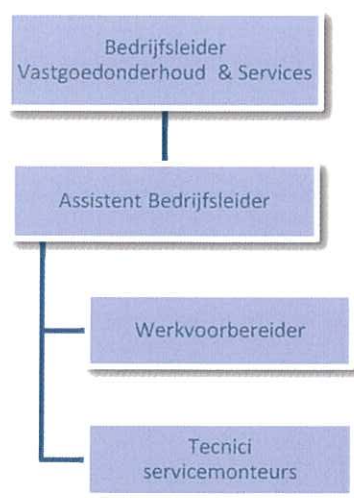 Bedrijfsleider
Vastgoedonderhoud & Services
Assistent Bedrijfsleider
Werkvoorbereider
Tecnici
servicemonteurs